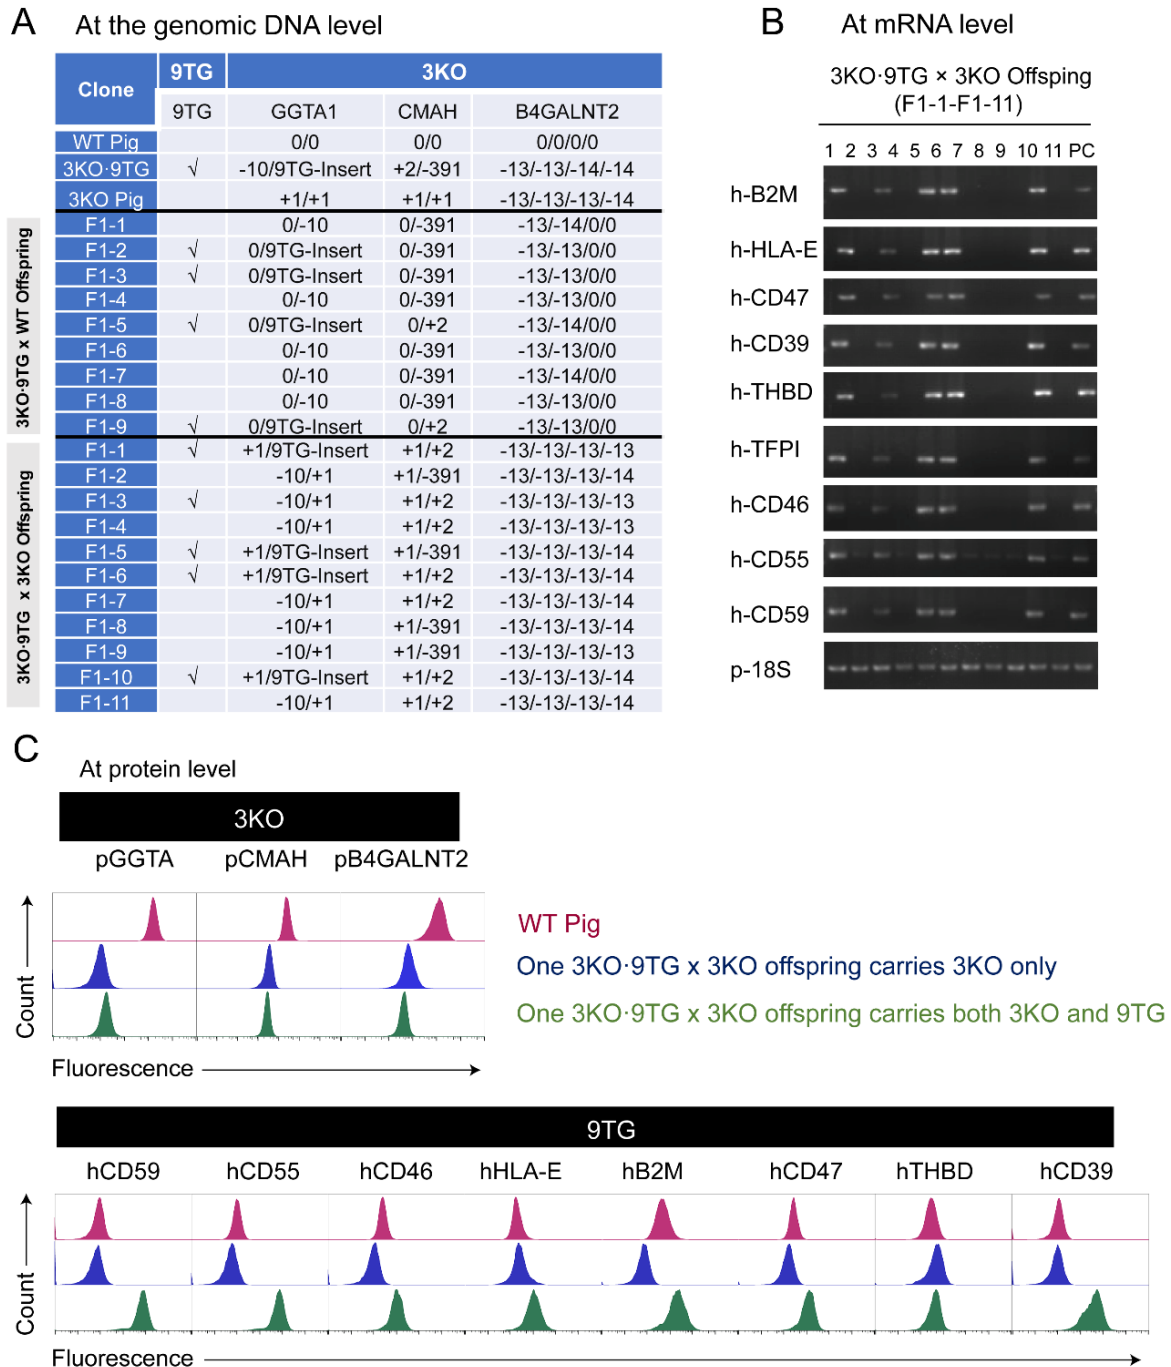 A At the genomic DNA level
Clone 9TG 3KO
9TG GGTA1 CMAH B4GALNT2
WT Pig 0/0 0/0 0/0/0/0
3KO·9TG √ -10/9TG-Insert +2/-391 -13/-13/-14/-14
3KO Pig +1/+1 +1/+1 -13/-13/-13/-14
3KO·9TG x WT Offspring
F1-1 0/-10 0/-391 -13/-14/0/0
F1-2 √ 0/9TG-Insert 0/-391 -13/-13/0/0
F1-3 √ 0/9TG-Insert 0/-391 -13/-13/0/0
F1-4 0/-10 0/-391 -13/-13/0/0
F1-5 √ 0/9TG-Insert 0/+2 -13/-14/0/0
F1-6 0/-10 0/-391 -13/-13/0/0
F1-7 0/-10 0/-391 -13/-14/0/0
F1-8 0/-10 0/-391 -13/-13/0/0
F1-9 √ 0/9TG-Insert 0/+2 -13/-13/0/0
3KO·9TG x 3KO Offspring
F1-1 √ +1/9TG-Insert +1/+2 -13/-13/-13/-13
F1-2 -10/+1 +1/-391 -13/-13/-13/-14
F1-3 √ -10/+1 +1/+2 -13/-13/-13/-13
F1-4 -10/+1 +1/+2 -13/-13/-13/-13
F1-5 √ +1/9TG-Insert +1/-391 -13/-13/-13/-14
F1-6 √ +1/9TG-Insert +1/+2 -13/-13/-13/-14
F1-7 -10/+1 +1/+2 -13/-13/-13/-14
F1-8 -10/+1 +1/-391 -13/-13/-13/-14
F1-9 -10/+1 +1/-391 -13/-13/-13/-13
F1-10 √ +1/9TG-Insert +1/+2 -13/-13/-13/-14
F1-11 -10/+1 +1/+2 -13/-13/-13/-14
B At mRNA level
3KO·9TG × 3KO Offsping
(F1-1-F1-11)
1 2 3 4 5 6 7 8 9 10 11 PC
h-B2M
h-HLA-E
h-CD47
h-CD39
h-THBD
h-TFPI
h-CD46
h-CD55
h-CD59
p-18S
C At protein level
3KO
pGGTA pCMAH pB4GALNT2
Count
Fluorescence
WT Pig
One 3KO·9TG x 3KO offspring carries 3KO only
One 3KO·9TG x 3KO offspring carries both 3KO and 9TG
9TG
hCD59 hCD55 hCD46 hHLA-E hB2M hCD47 hTHBD hCD39
Count
Fluorescence